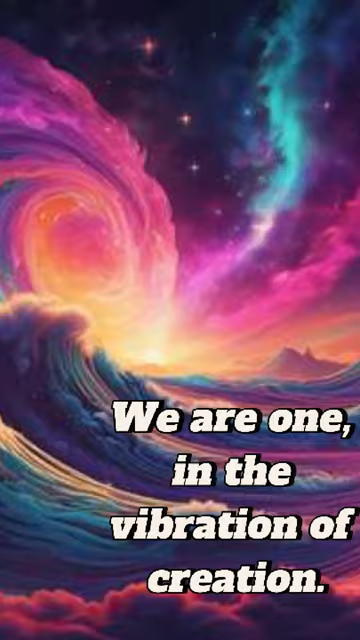 We are one,
in the
vibration of
creation.